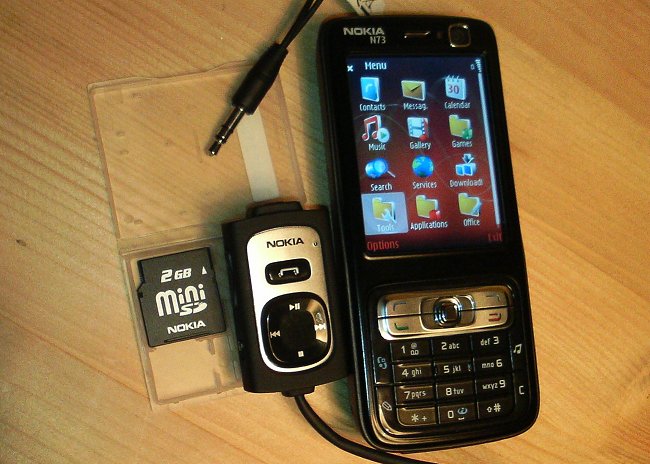 NOKIA
N73
Menu
Contacts
Messag.
30
Calendar
Music
Gallery
Games
Search
Services
Download!
Tools
Applications
Office
Options
Exit
1
2 abc
def 3
4 ghi
5 jkl
mno 6
7 pqrs
8 tuv
wxyz 9
* +
0
#
C
NOKIA
2 GB
mini
SD
NOKIA